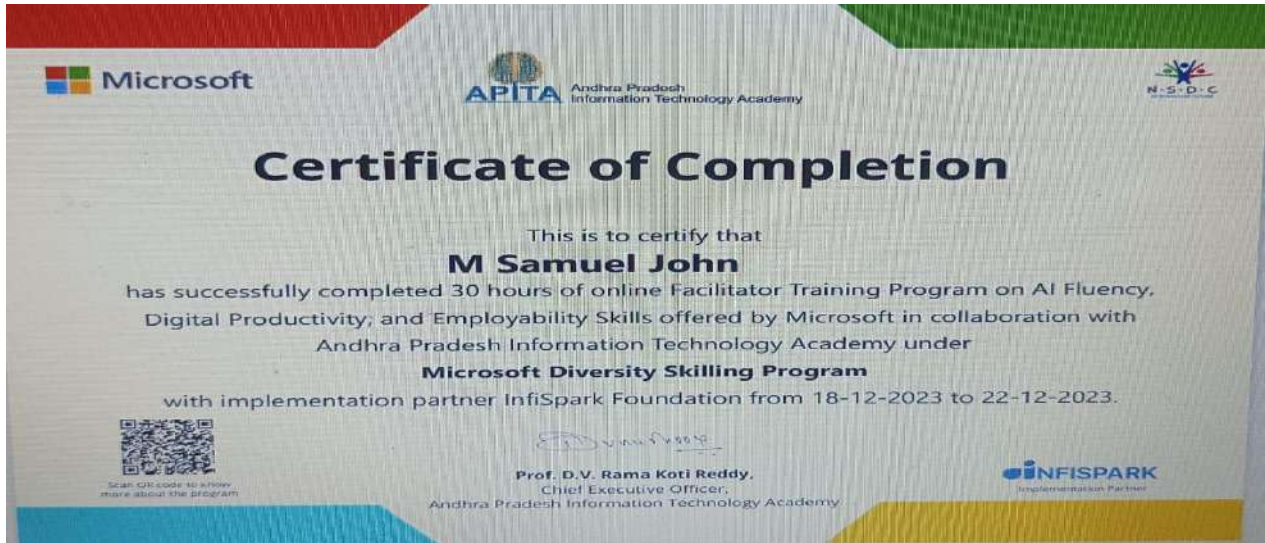 Microsoft
APITA
Andhra Pradesh
Information Technology Academy
N·S·D·C
Certificate of Completion
This is to certify that
M Samuel John
has successfully completed 30 hours of online Facilitator Training Program on AI Fluency,
Digital Productivity, and Employability Skills offered by Microsoft in collaboration with
Andhra Pradesh Information Technology Academy under
Microsoft Diversity Skilling Program
with implementation partner InfiSpark Foundation from 18-12-2023 to 22-12-2023.
Scan QR code to know
more about the program
Prof. D.V. Rama Koti Reddy,
Chief Executive Officer,
Andhra Pradesh Information Technology Academy
INFISPARK
Implementation Partner